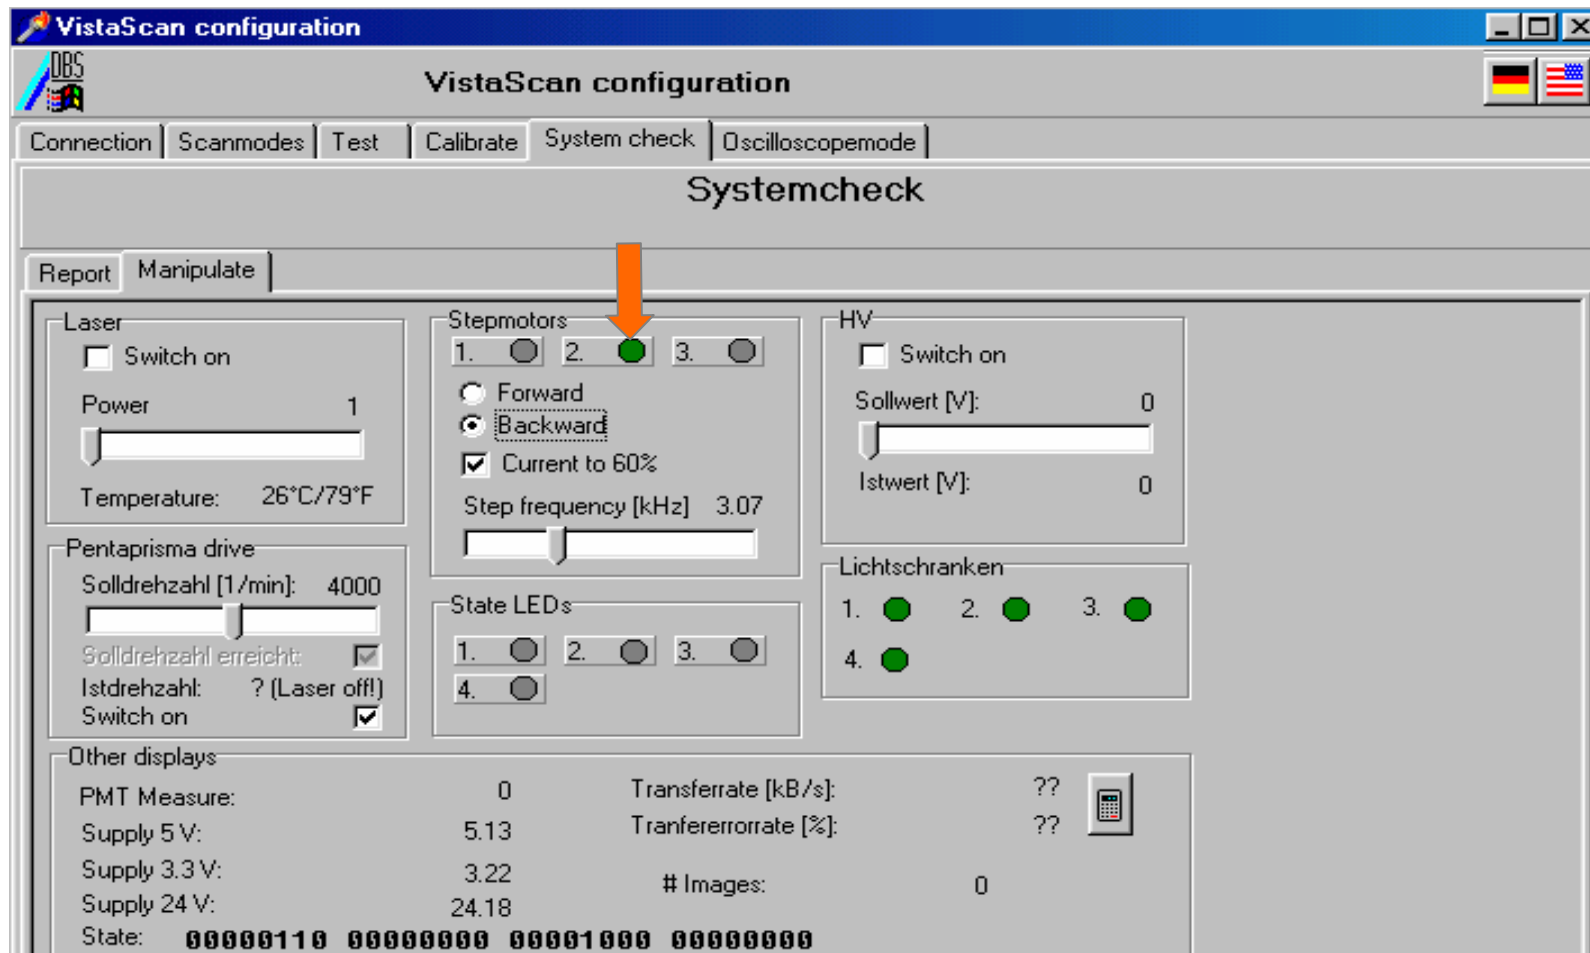 VistaScan configuration
DBS
VistaScan configuration
Connection Scanmodes Test Calibrate System check Oscilloscopemode
Systemcheck
Report Manipulate
Laser
Switch on
Power 1
Temperature: 26°C/79°F
Stepmotors
1. 2. 3.
Forward
Backward
Current to 60%
Step frequency [kHz] 3.07
HV
Switch on
Sollwert [V]: 0
Istwert [V]: 0
Pentaprisma drive
Solldrehzahl [1/min]: 4000
Solldrehzahl erreicht:
Istdrehzahl: ? (Laser off!)
Switch on
State LEDs
1. 2. 3.
4.
Lichtschranken
1. 2. 3.
4.
Other displays
PMT Measure: 0
Supply 5 V: 5.13
Supply 3.3 V: 3.22
Supply 24 V: 24.18
Transferrate [kB/s]: ??
Tranfererrorrate [%]: ??
# Images: 0
State: 00000110 00000000 00001000 00000000